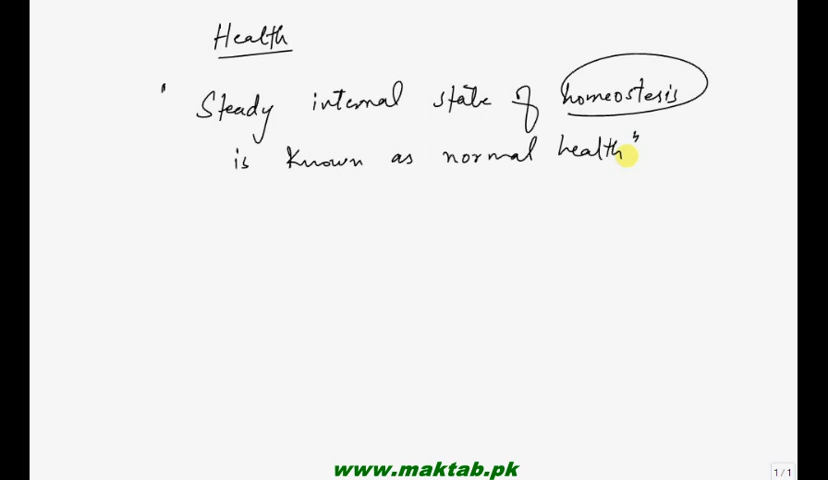 Health
" Steady internal state of homeostesis
is known as normal health"
www.maktab.pk
1/1